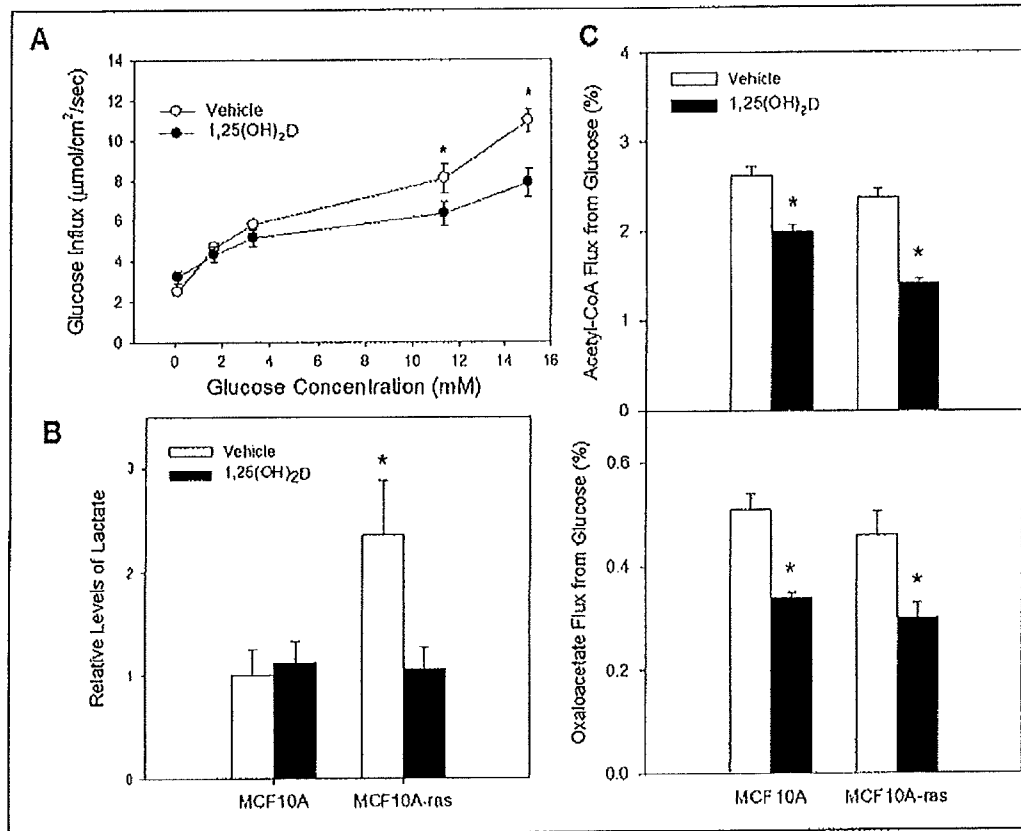 A
Glucose Influx (µmol/cm²/sec)
14
12
10
8
6
4
2
0
Vehicle
1,25(OH)₂D
*
*
0 2 4 6 8 10 12 14 16
Glucose Concentration (mM)
B
Relative Levels of Lactate
3
2
1
0
Vehicle
1,25(OH)₂D
*
MCF10A MCF10A-ras
C
Acetyl-CoA Flux from Glucose (%)
4
3
2
1
0
Vehicle
1,25(OH)₂D
*
*
Oxaloacetate Flux from Glucose (%)
0.6
0.4
0.2
0.0
*
*
MCF10A MCF10A-ras